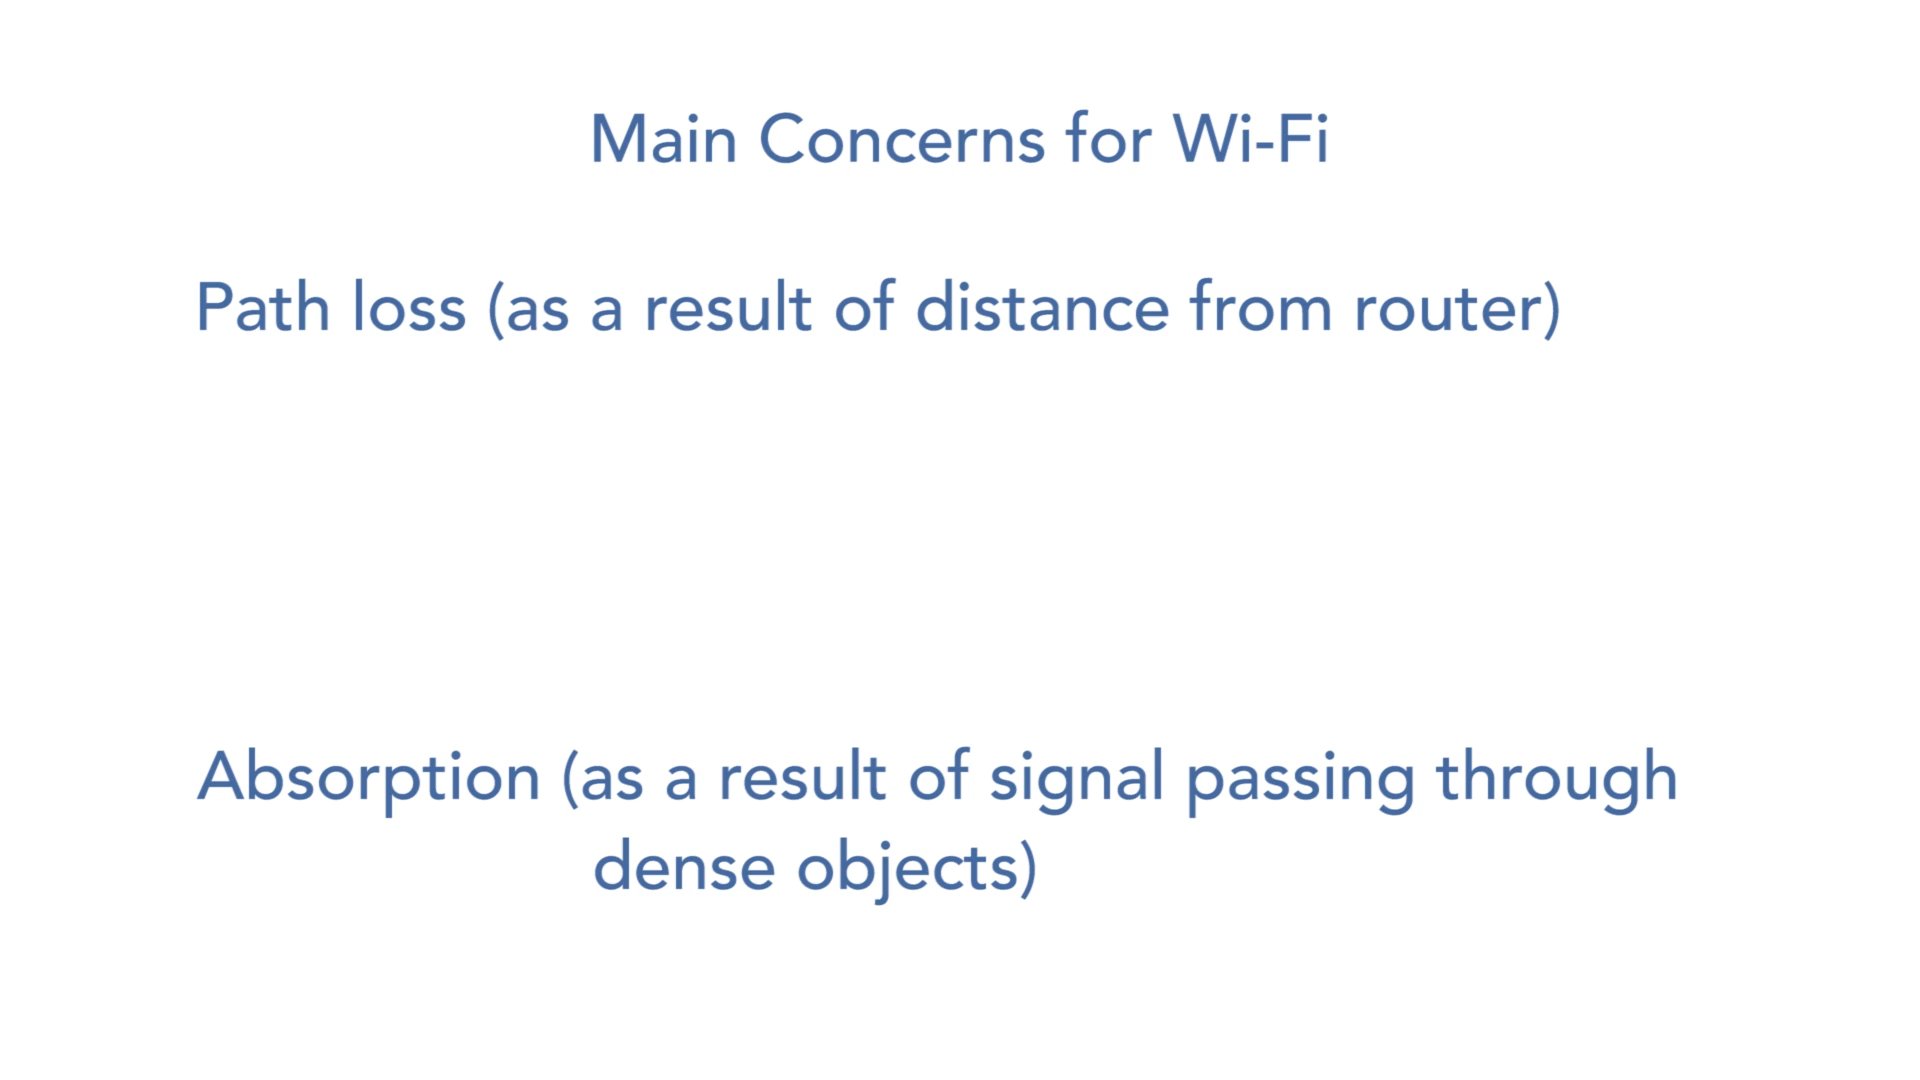 Main Concerns for Wi-Fi
Path loss (as a result of distance from router)
Absorption (as a result of signal passing through
dense objects)